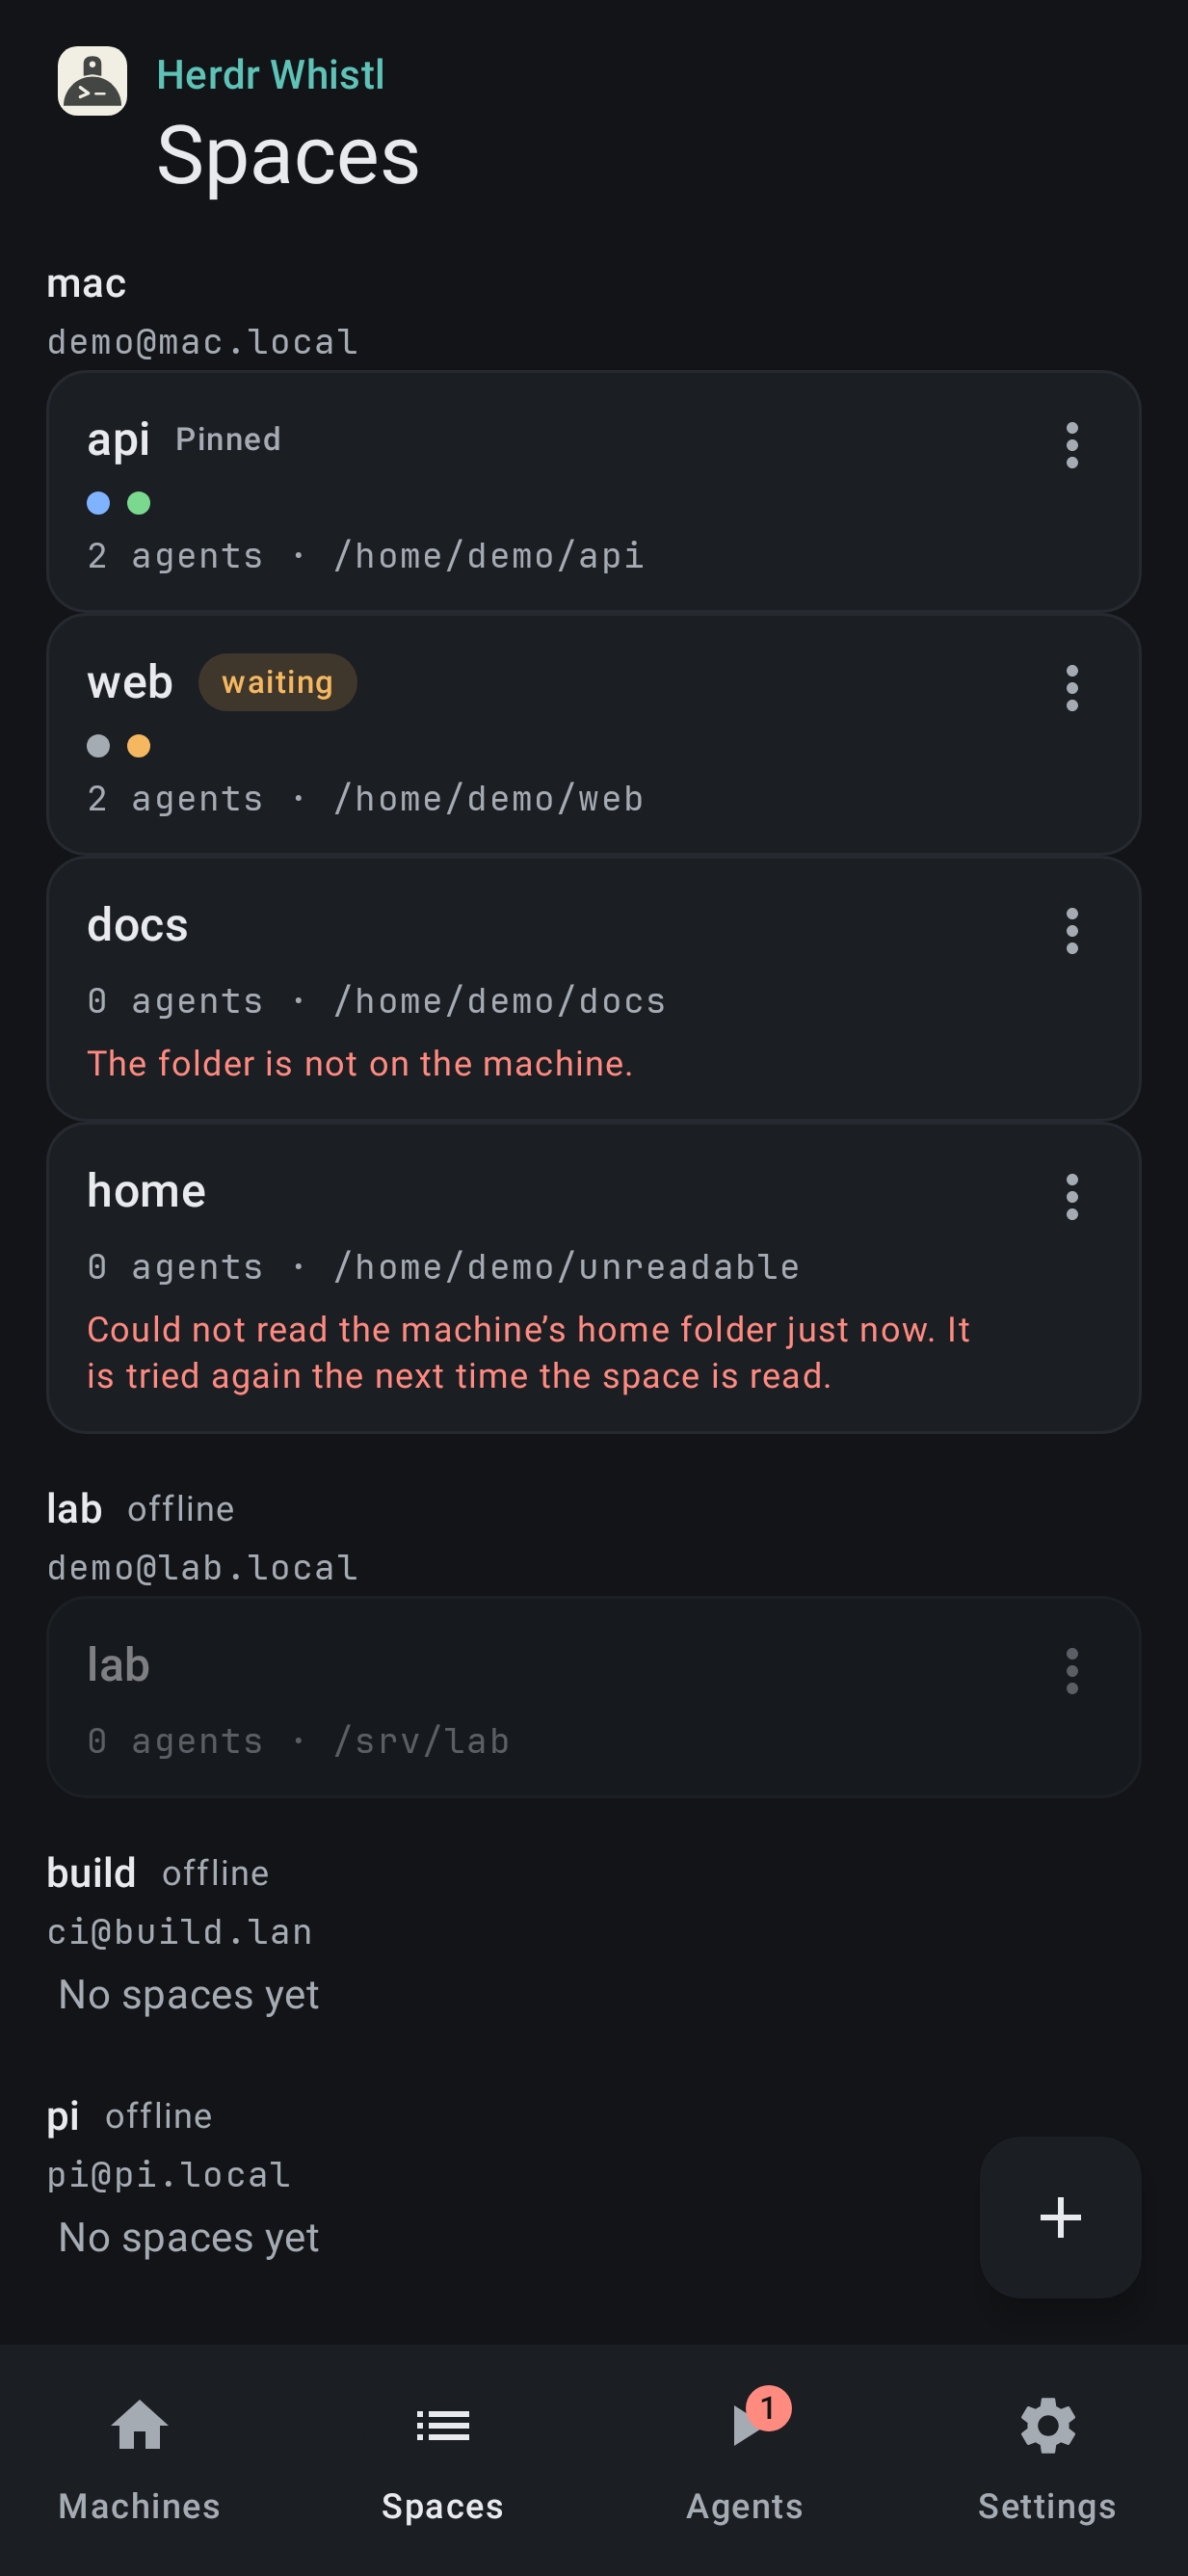 Herdr Whistl
Spaces
mac
demo@mac.local
api Pinned
2 agents · /home/demo/api
web waiting
2 agents · /home/demo/web
docs
0 agents · /home/demo/docs
The folder is not on the machine.
home
0 agents · /home/demo/unreadable
Could not read the machine’s home folder just now. It
is tried again the next time the space is read.
lab offline
demo@lab.local
lab
0 agents · /srv/lab
build offline
ci@build.lan
No spaces yet
pi offline
pi@pi.local
No spaces yet
1
Machines Spaces Agents Settings